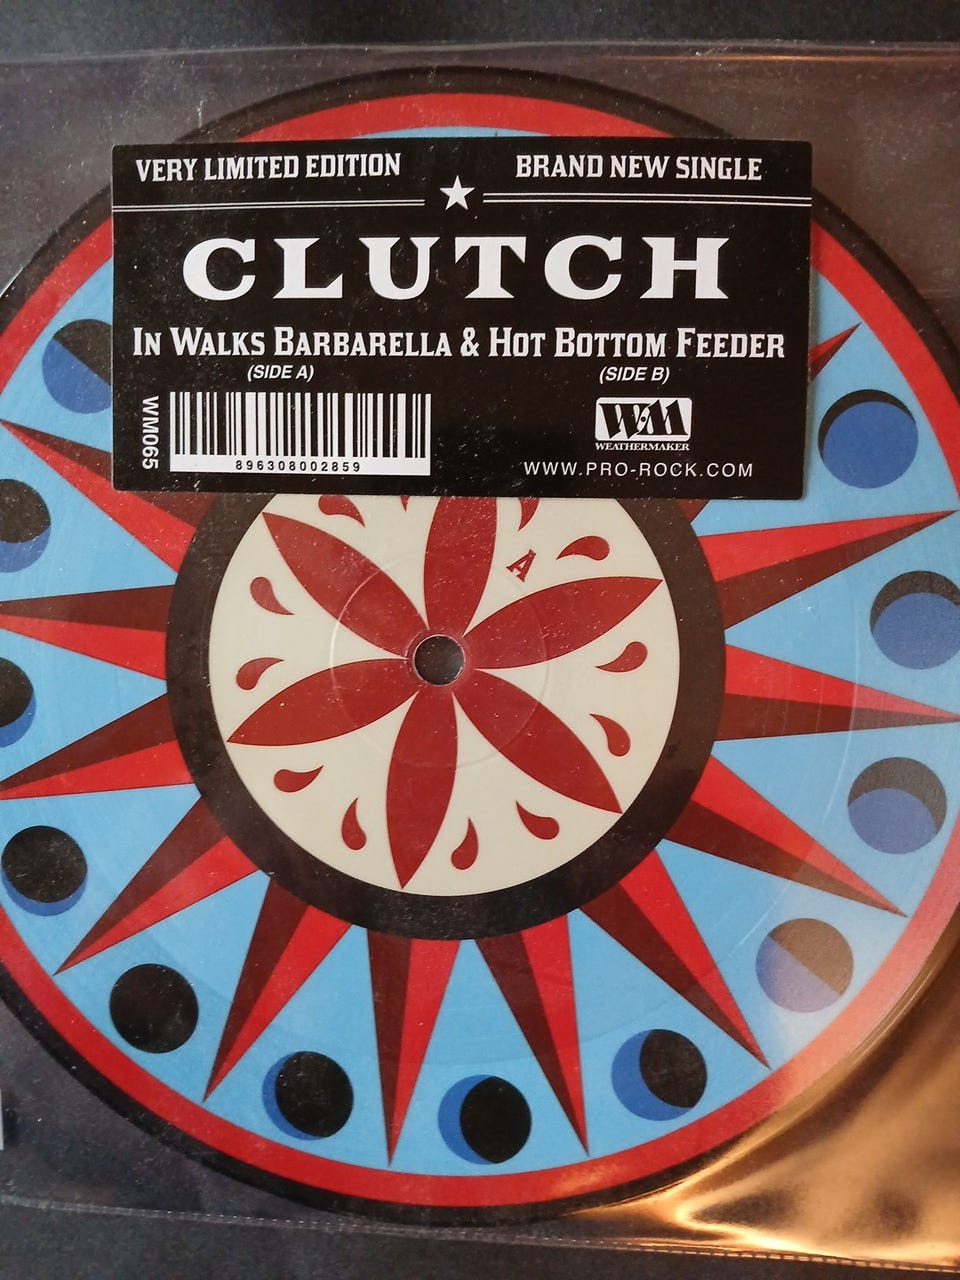 VERY LIMITED EDITION BRAND NEW SINGLE
CLUTCH
IN WALKS BARBARELLA & HOT BOTTOM FEEDER
(SIDE A) (SIDE B)
WM065
896308002859
WM
WEATHERMAKER
WWW.PRO-ROCK.COM
A